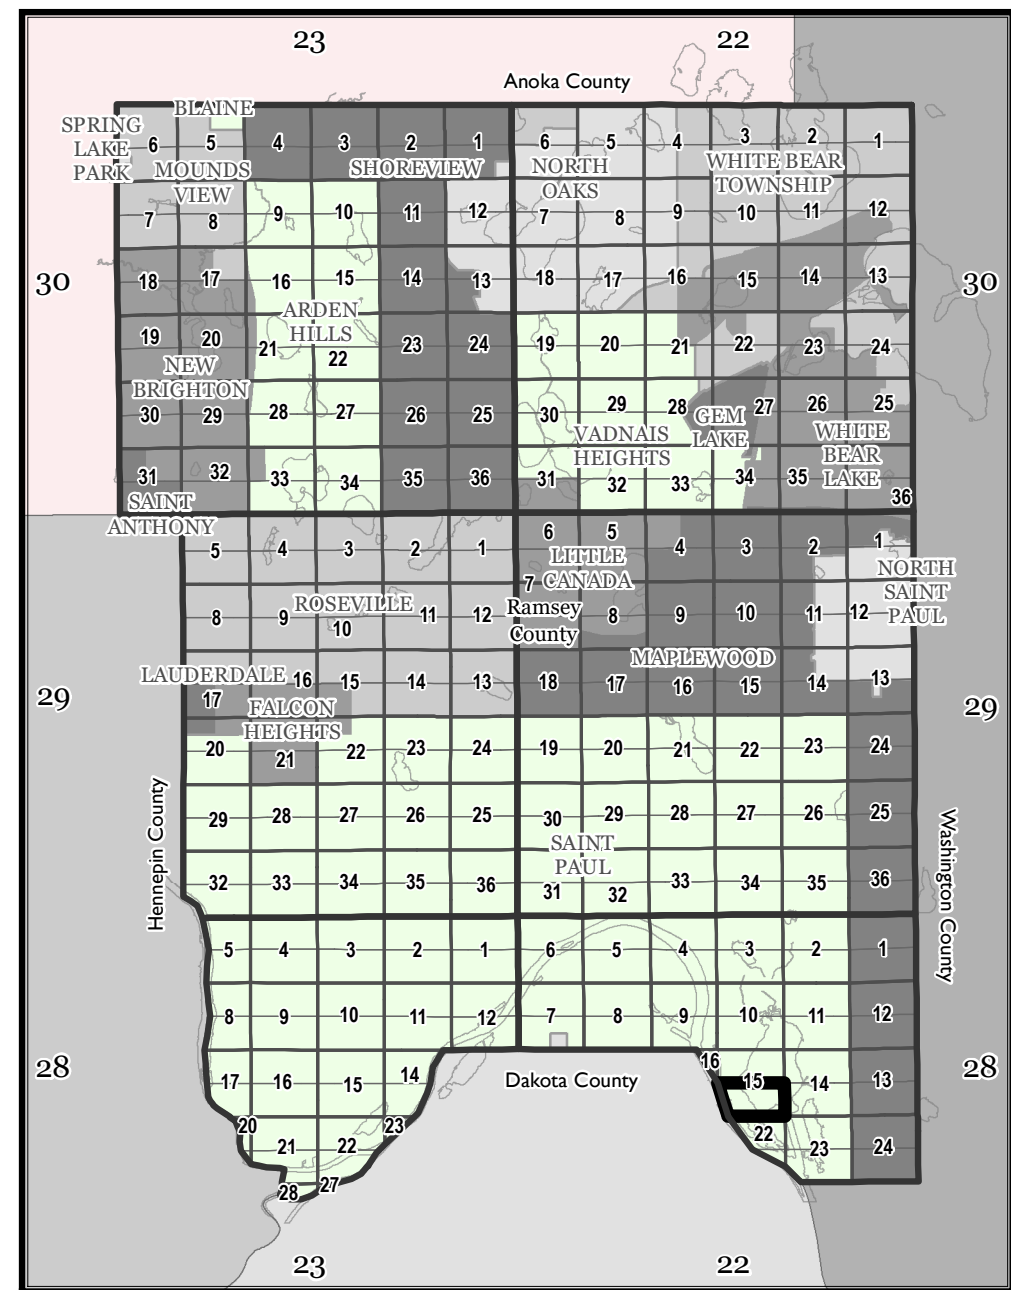 23 22
Anoka County
BLAINE
SPRING
LAKE
PARK
6 5 4 3 2 1 6 5 4 3 2 1
MOUNDS
VIEW
SHOREVIEW
NORTH
OAKS
WHITE BEAR
TOWNSHIP
7 8 9 10 11 12 7 8 9 10 11 12
30 18 17 16 15 14 13 18 17 16 15 14 13 30
ARDEN
HILLS
19 20 21 22 23 24 19 20 21 22 23 24
NEW
BRIGHTON
30 29 28 27 26 25 30 29 28 27 26 25
GEM
LAKE
VADNAIS
HEIGHTS
WHITE
BEAR
LAKE
31 32 33 34 35 36 31 32 33 34 35 36
SAINT
ANTHONY
5 4 3 2 1 6 5 4 3 2 1
LITTLE
CANADA
NORTH
SAINT
PAUL
8 9 10 11 12 7 8 9 10 11 12
ROSEVILLE
Ramsey
County
MAPLEWOOD
LAUDERDALE
17 16 15 14 13 18 17 16 15 14 13
29 29
FALCON
HEIGHTS
20 21 22 23 24 19 20 21 22 23 24
29 28 27 26 25 30 29 28 27 26 25
Hennepin County
Washington County
SAINT
PAUL
32 33 34 35 36 31 32 33 34 35 36
5 4 3 2 1 6 5 4 3 2 1
8 9 10 11 12 7 8 9 10 11 12
28 28
17 16 15 14 16 15 14 13
Dakota County
20 21 22 23 22 23 24
28 27
23 22